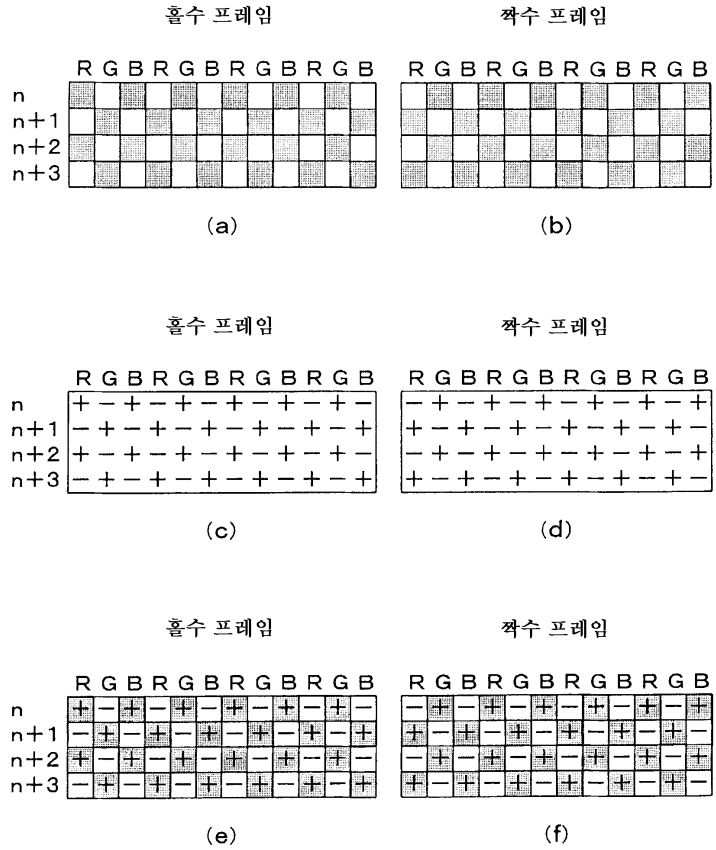 홀수 프레임 짝수 프레임
R G B R G B R G B R G B R G B R G B R G B R G B
n
n+1
n+2
n+3
(a) (b)
홀수 프레임 짝수 프레임
R G B R G B R G B R G B R G B R G B R G B R G B
n + − + − + − + − + − + − − + − + − + − + − + − +
n+1 − + − + − + − + − + − + + − + − + − + − + − + −
n+2 + − + − + − + − + − + − − + − + − + − + − + − +
n+3 − + − + − + − + − + − + + − + − + − + − + − + −
(c) (d)
홀수 프레임 짝수 프레임
R G B R G B R G B R G B R G B R G B R G B R G B
n + − + − + − + − + − + − − + − + − + − + − + − +
n+1 − + − + − + − + − + − + + − + − + − + − + − + −
n+2 + − + − + − + − + − + − − + − + − + − + − + − +
n+3 − + − + − + − + − + − + + − + − + − + − + − + −
(e) (f)